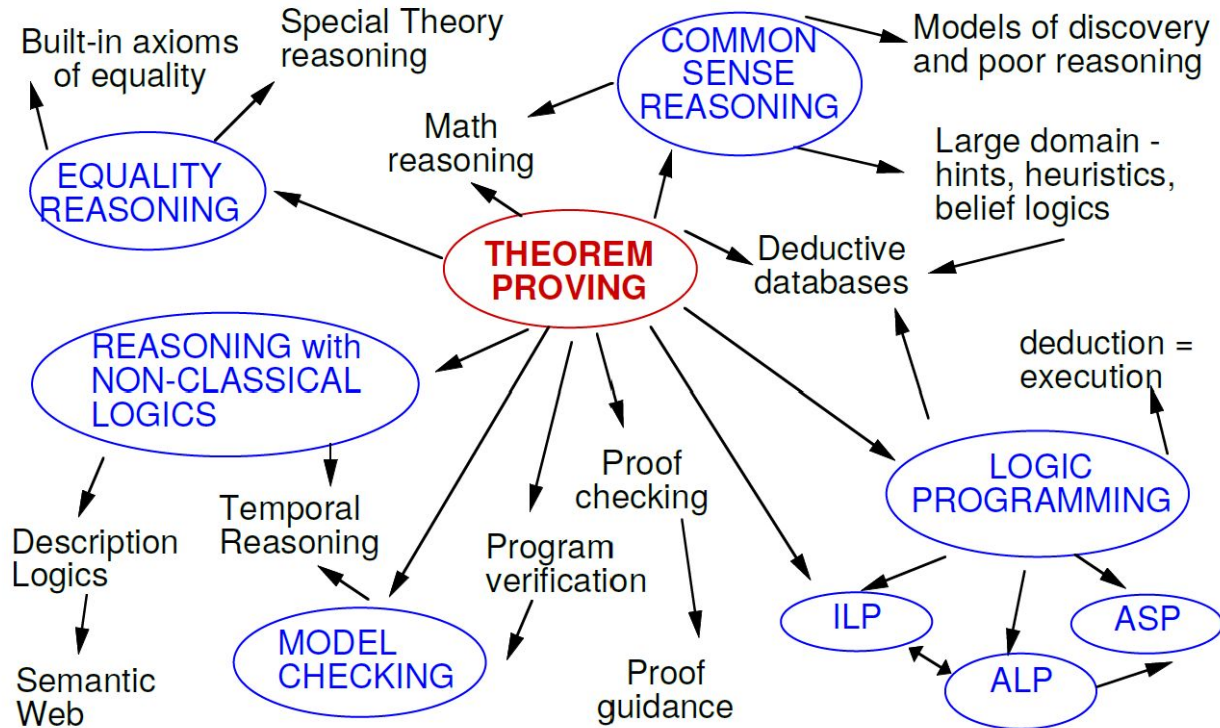 Built-in axioms
of equality
Special Theory
reasoning
COMMON
SENSE
REASONING
Models of discovery
and poor reasoning
Math
reasoning
EQUALITY
REASONING
Large domain -
hints, heuristics,
belief logics
THEOREM
PROVING
Deductive
databases
REASONING with
NON-CLASSICAL
LOGICS
deduction =
execution
Proof
checking
LOGIC
PROGRAMMING
Temporal
Reasoning
Description
Logics
Program
verification
ILP
ASP
MODEL
CHECKING
Semantic
Web
Proof
guidance
ALP